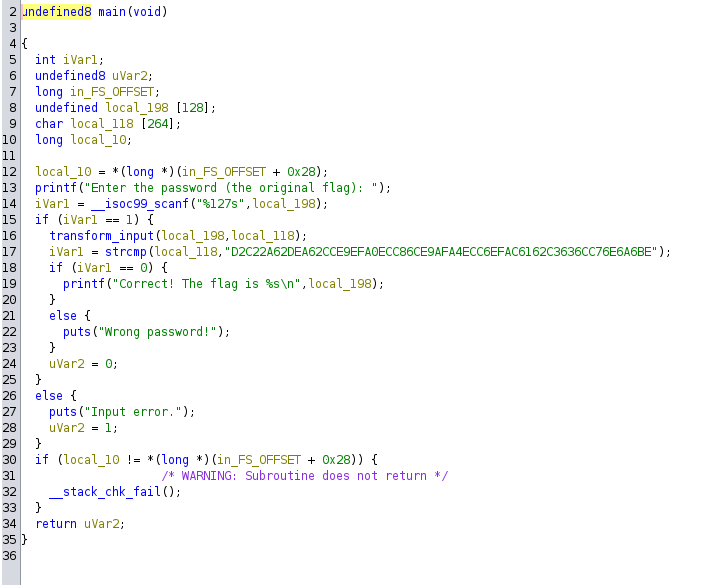 2 undefined8 main(void)
3
4 {
5   int iVar1;
6   undefined8 uVar2;
7   long in_FS_OFFSET;
8   undefined local_198 [128];
9   char local_118 [264];
10   long local_10;
11
12   local_10 = *(long *)(in_FS_OFFSET + 0x28);
13   printf("Enter the password (the original flag): ");
14   iVar1 = __isoc99_scanf("%127s",local_198);
15   if (iVar1 == 1) {
16     transform_input(local_198,local_118);
17     iVar1 = strcmp(local_118,"D2C22A62DEA62CCE9EFA0ECC86CE9AFA4ECC6EFAC6162C3636CC76E6A6BE");
18     if (iVar1 == 0) {
19       printf("Correct! The flag is %s\n",local_198);
20     }
21     else {
22       puts("Wrong password!");
23     }
24     uVar2 = 0;
25   }
26   else {
27     puts("Input error.");
28     uVar2 = 1;
29   }
30   if (local_10 != *(long *)(in_FS_OFFSET + 0x28)) {
31                     /* WARNING: Subroutine does not return */
32     __stack_chk_fail();
33   }
34   return uVar2;
35 }
36